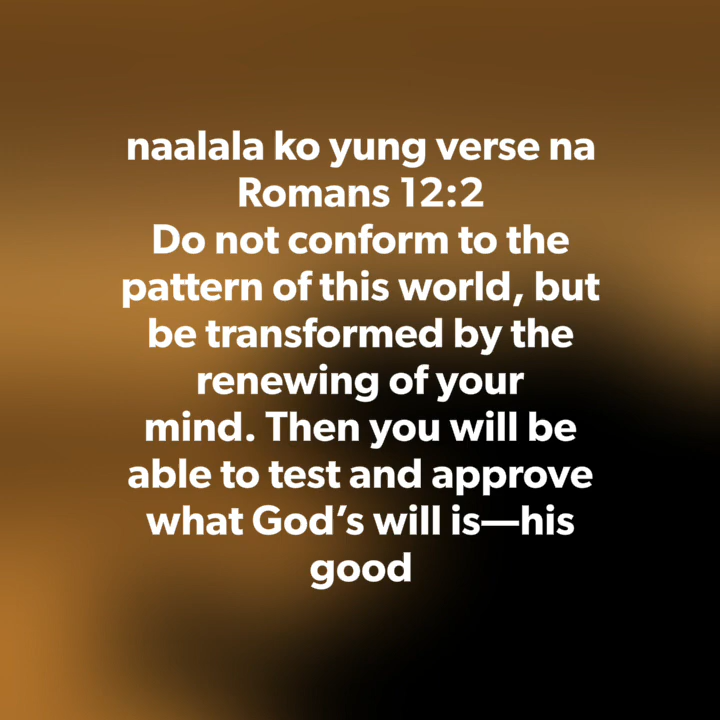 naalala ko yung verse na
Romans 12:2
Do not conform to the
pattern of this world, but
be transformed by the
renewing of your
mind. Then you will be
able to test and approve
what God’s will is—his
good